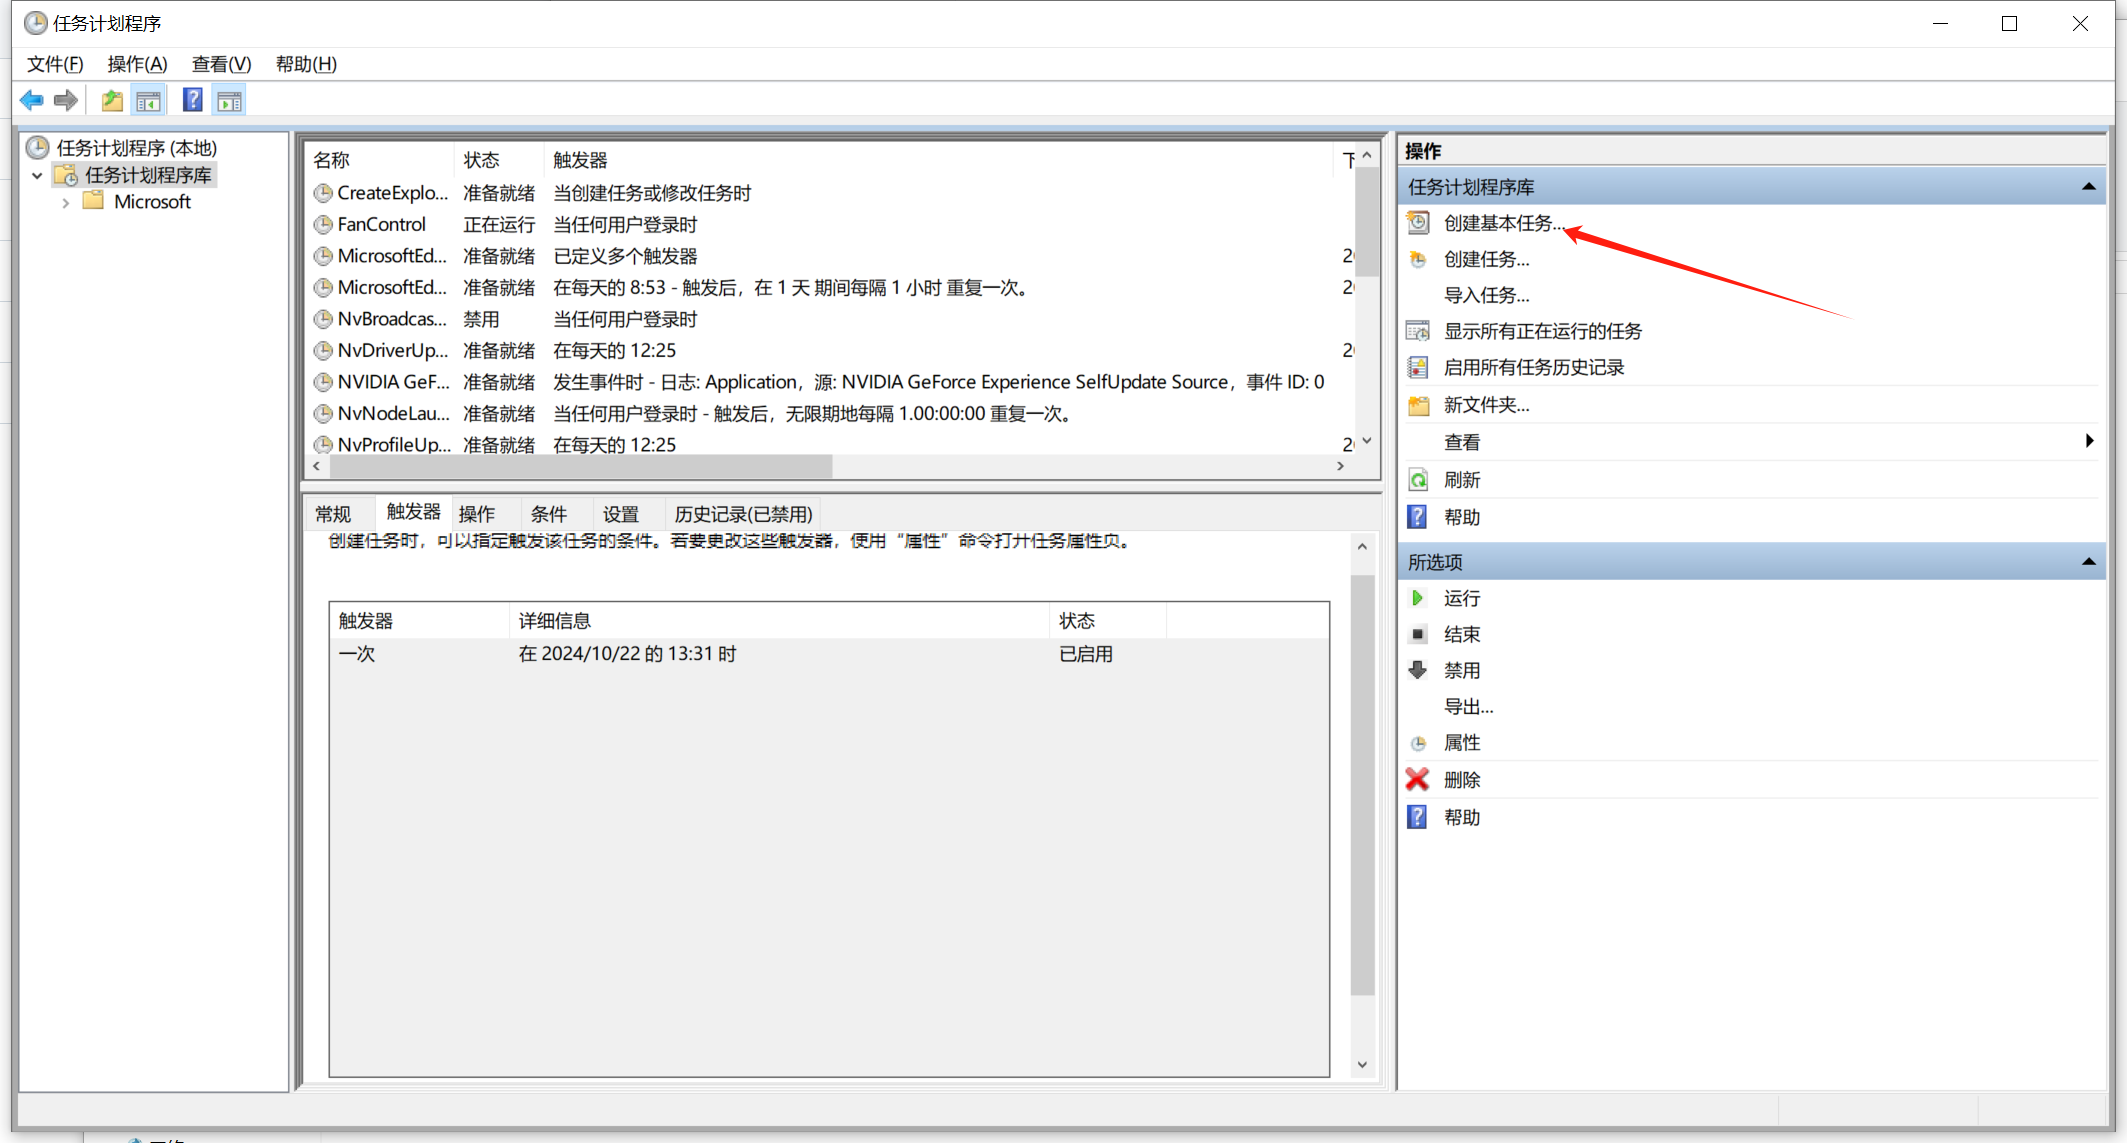 任务计划程序
文件(F) 操作(A) 查看(V) 帮助(H)
任务计划程序 (本地)
任务计划程序库
Microsoft
名称 状态 触发器
CreateExplo... 准备就绪 当创建任务或修改任务时
FanControl 正在运行 当任何用户登录时
MicrosoftEd... 准备就绪 已定义多个触发器
MicrosoftEd... 准备就绪 在每天的 8:53 - 触发后，在 1 天 期间每隔 1 小时 重复一次。
NvBroadcas... 禁用 当任何用户登录时
NvDriverUp... 准备就绪 在每天的 12:25
NVIDIA GeF... 准备就绪 发生事件时 - 日志: Application，源: NVIDIA GeForce Experience SelfUpdate Source，事件 ID: 0
NvNodeLau... 准备就绪 当任何用户登录时 - 触发后，无限期地每隔 1.00:00:00 重复一次。
NvProfileUp... 准备就绪 在每天的 12:25
常规 触发器 操作 条件 设置 历史记录(已禁用)
创建任务时，可以指定触发该任务的条件。若要更改这些触发器，使用“属性”命令打开任务属性页。
触发器 详细信息 状态
一次 在 2024/10/22 的 13:31 时 已启用
操作
任务计划程序库
创建基本任务...
创建任务...
导入任务...
显示所有正在运行的任务
启用所有任务历史记录
新文件夹...
查看
刷新
帮助
所选项
运行
结束
禁用
导出...
属性
删除
帮助